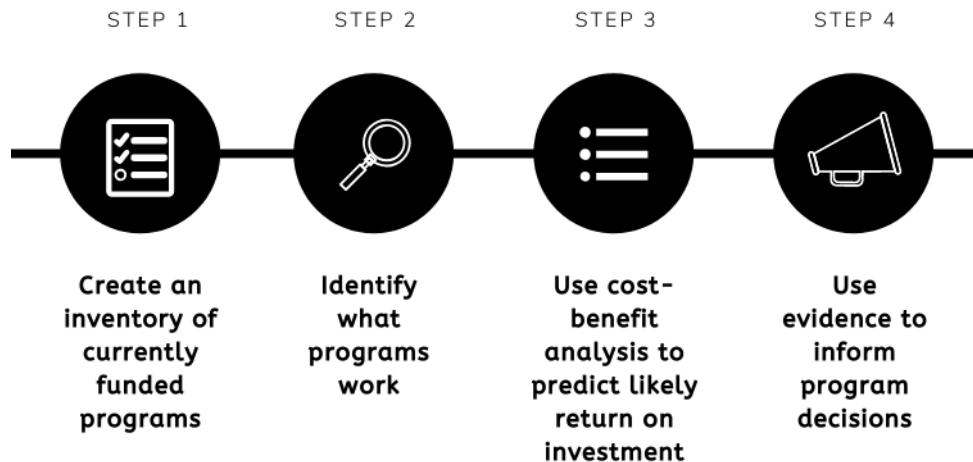 STEP 1
STEP 2
STEP 3
STEP 4
Create an
inventory of
currently
funded
programs
Identify
what
programs
work
Use cost-
benefit
analysis to
predict likely
return on
investment
Use
evidence to
inform
program
decisions